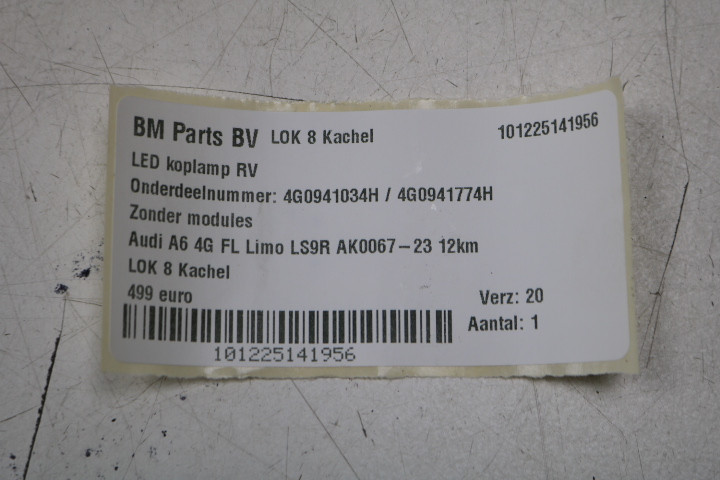 BM Parts BV LOK 8 Kachel 101225141956
LED koplamp RV
Onderdeelnummer: 4G0941034H / 4G0941774H
Zonder modules
Audi A6 4G FL Limo LS9R AK0067-23 12km
LOK 8 Kachel
499 euro Verz: 20
Aantal: 1
101225141956